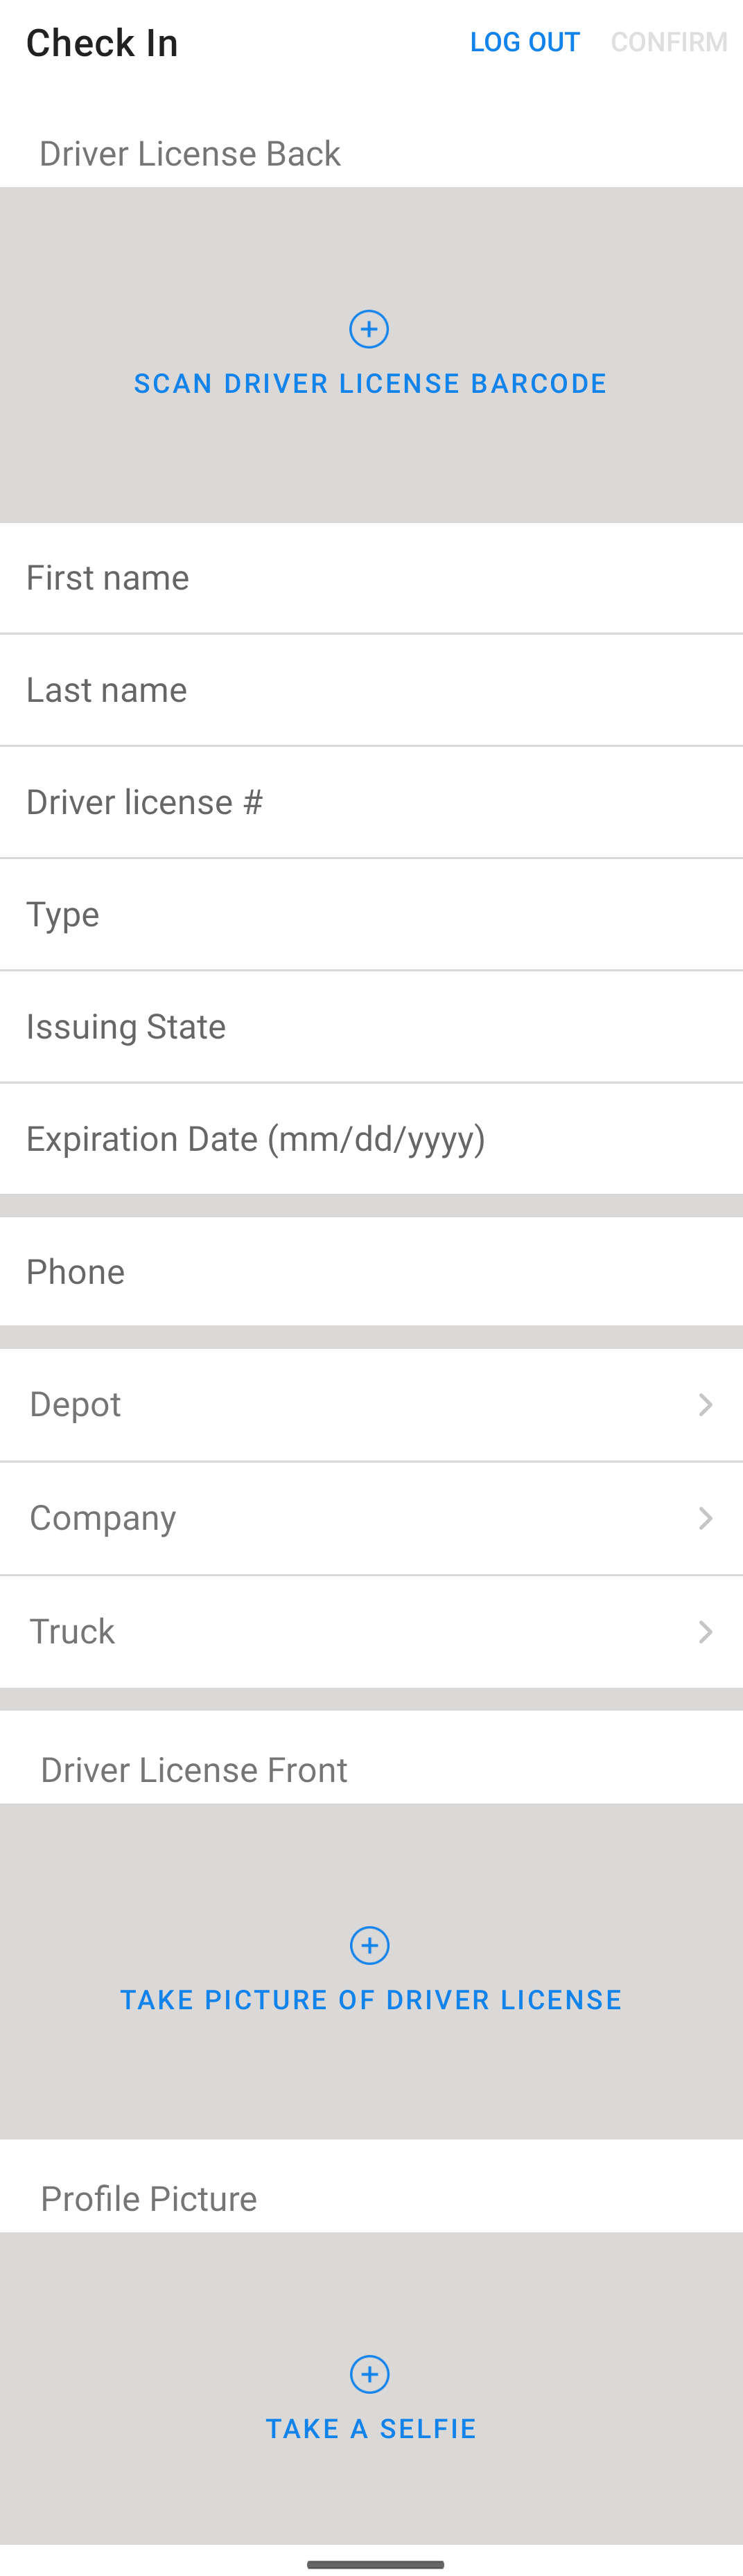 Check In LOG OUT CONFIRM
Driver License Back
SCAN DRIVER LICENSE BARCODE
First name
Last name
Driver license #
Type
Issuing State
Expiration Date (mm/dd/yyyy)
Phone
Depot
Company
Truck
Driver License Front
TAKE PICTURE OF DRIVER LICENSE
Profile Picture
TAKE A SELFIE